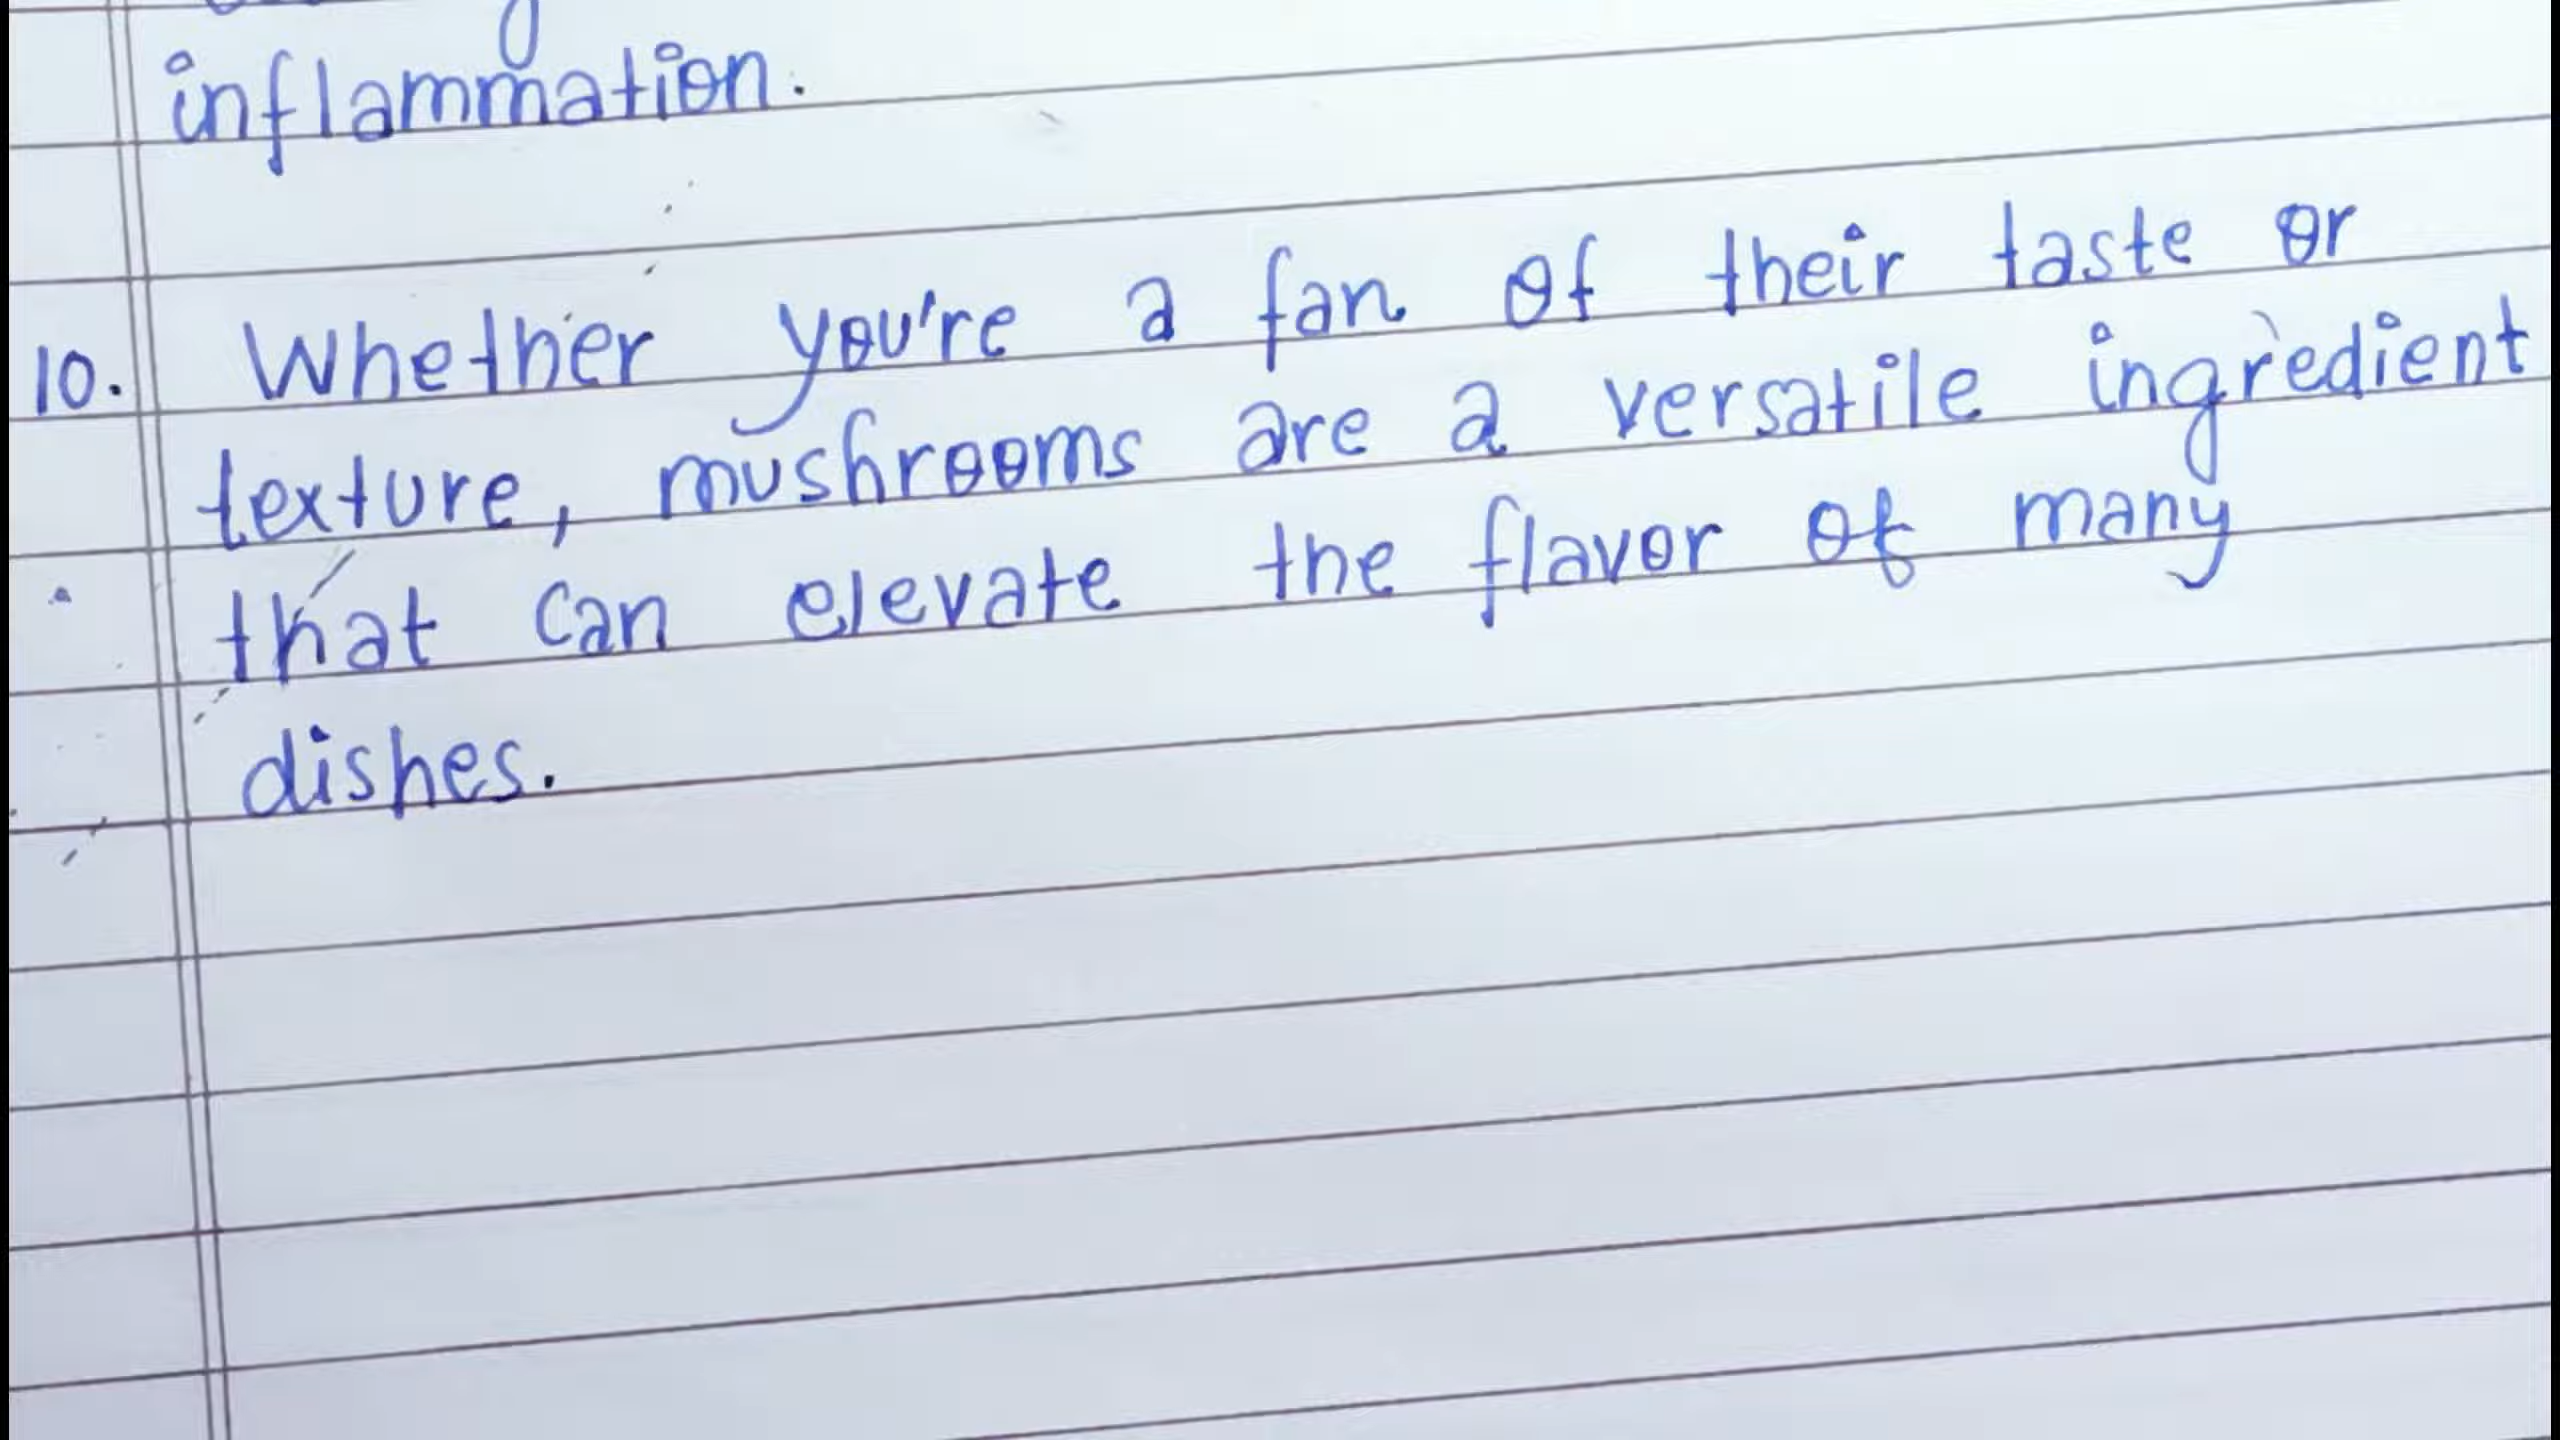 inflammation.
10. Whether you're a fan of their taste or
texture, mushrooms are a versatile ingredient
that can elevate the flavor of many
dishes.